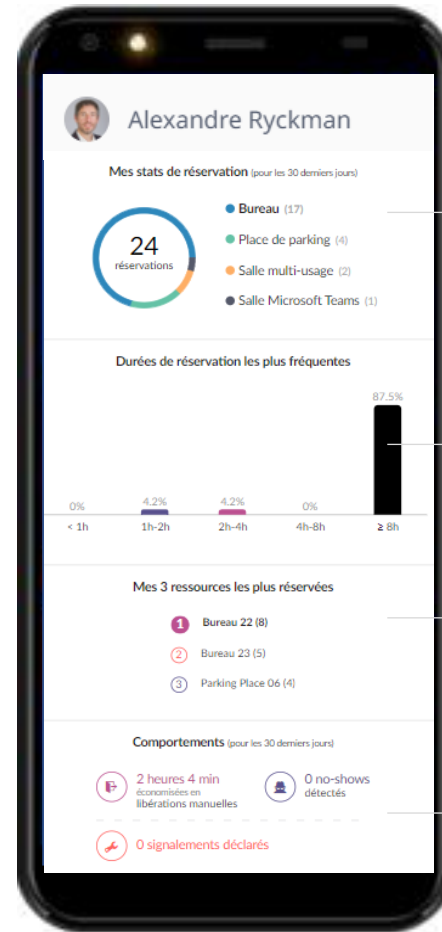 Alexandre Ryckman
Mes stats de réservation (pour les 30 derniers jours)
24
réservations
Bureau (17)
Place de parking (4)
Salle multi-usage (2)
Salle Microsoft Teams (1)
Durées de réservation les plus fréquentes
0% 4.2% 4.2% 0% 87.5%
< 1h 1h-2h 2h-4h 4h-8h ≥ 8h
Mes 3 ressources les plus réservées
1 Bureau 22 (8)
2 Bureau 23 (5)
3 Parking Place 06 (4)
Comportements (pour les 30 derniers jours)
2 heures 4 min
économisées en
libérations manuelles
0 no-shows
détectés
0 signalements déclarés